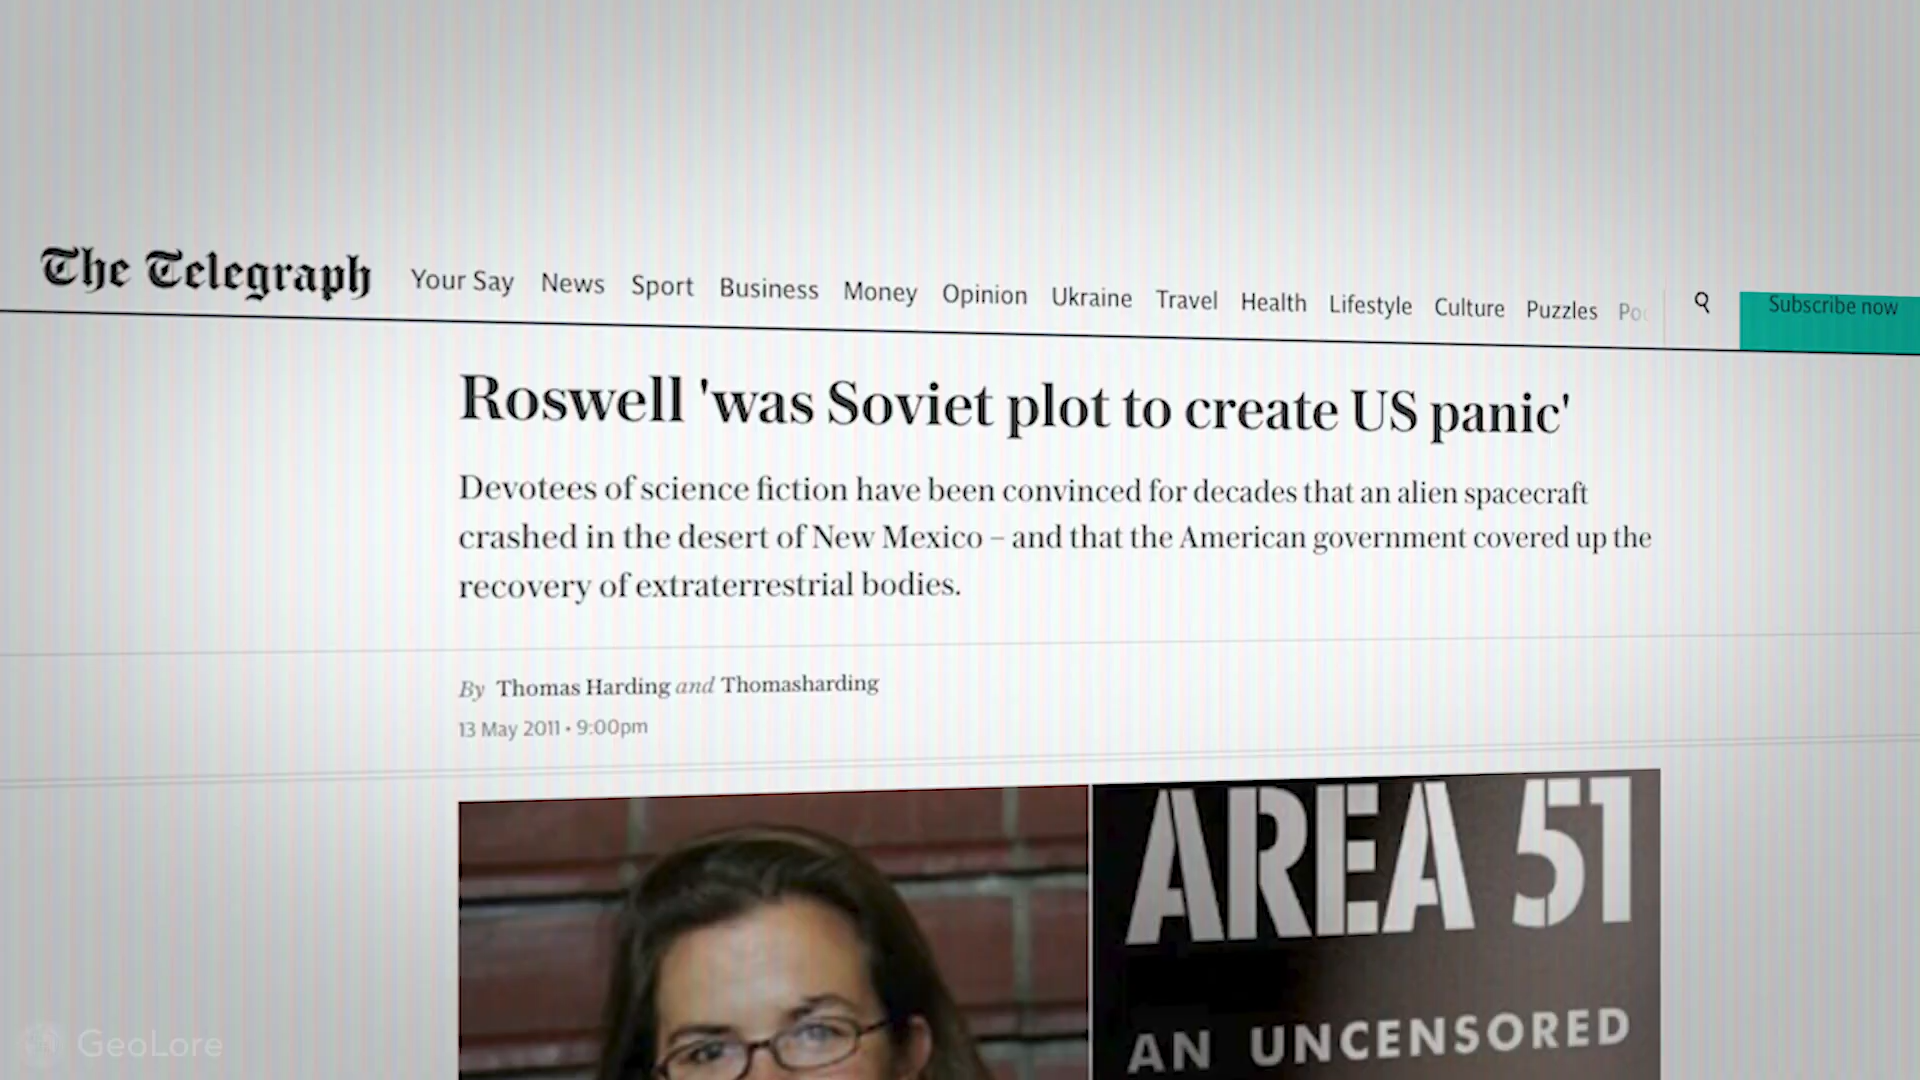 The Telegraph
Your Say News Sport Business Money Opinion Ukraine Travel Health Lifestyle Culture Puzzles
Subscribe now
Roswell 'was Soviet plot to create US panic'
Devotees of science fiction have been convinced for decades that an alien spacecraft
crashed in the desert of New Mexico – and that the American government covered up the
recovery of extraterrestrial bodies.
By Thomas Harding and Thomasharding
13 May 2011 • 9:00pm
AREA 51
AN UNCENSORED
GeoLore